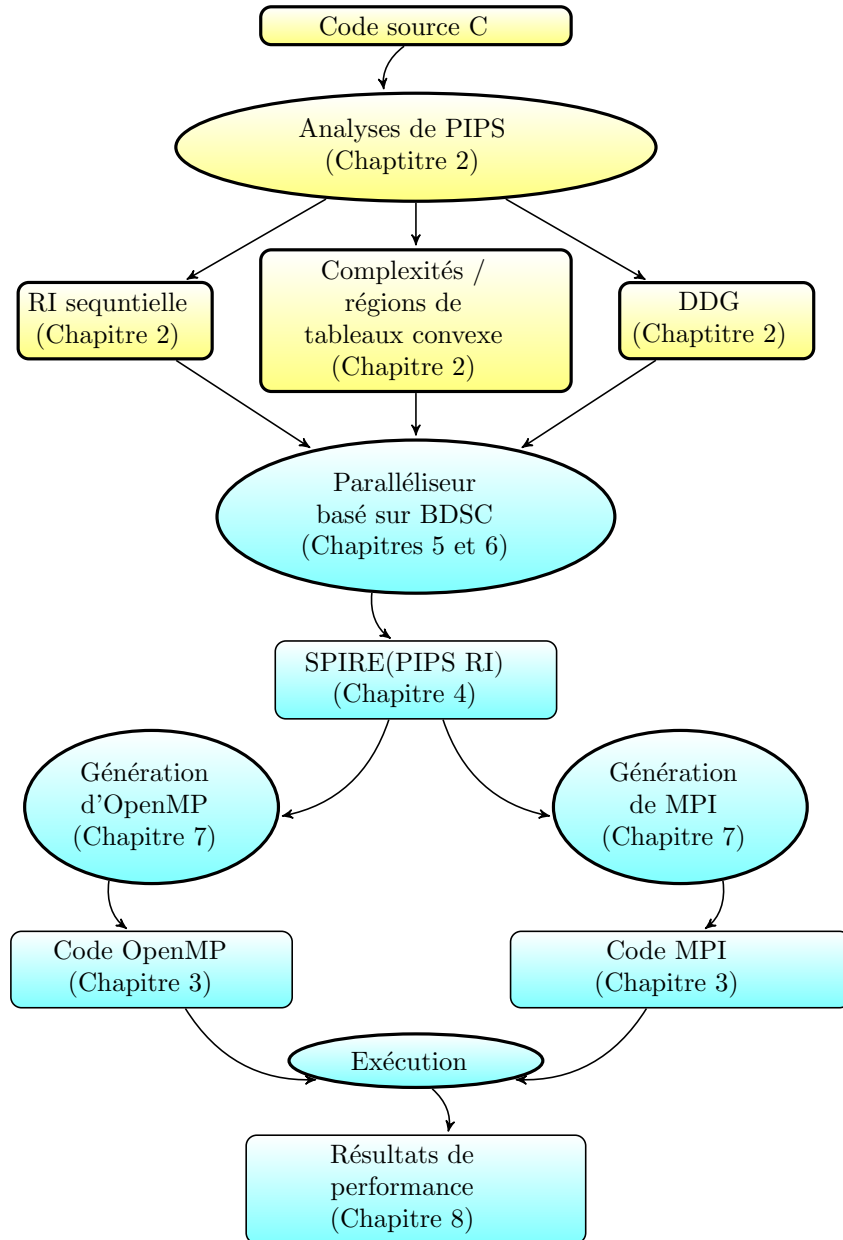 Code source C
Analyses de PIPS
(Chaptitre 2)
RI sequntielle
(Chapitre 2)
Complexités /
régions de
tableaux convexe
(Chapitre 2)
DDG
(Chaptitre 2)
Paralléliseur
basé sur BDSC
(Chapitres 5 et 6)
SPIRE(PIPS RI)
(Chapitre 4)
Génération
d'OpenMP
(Chapitre 7)
Génération
de MPI
(Chapitre 7)
Code OpenMP
(Chapitre 3)
Code MPI
(Chapitre 3)
Exécution
Résultats de
performance
(Chapitre 8)